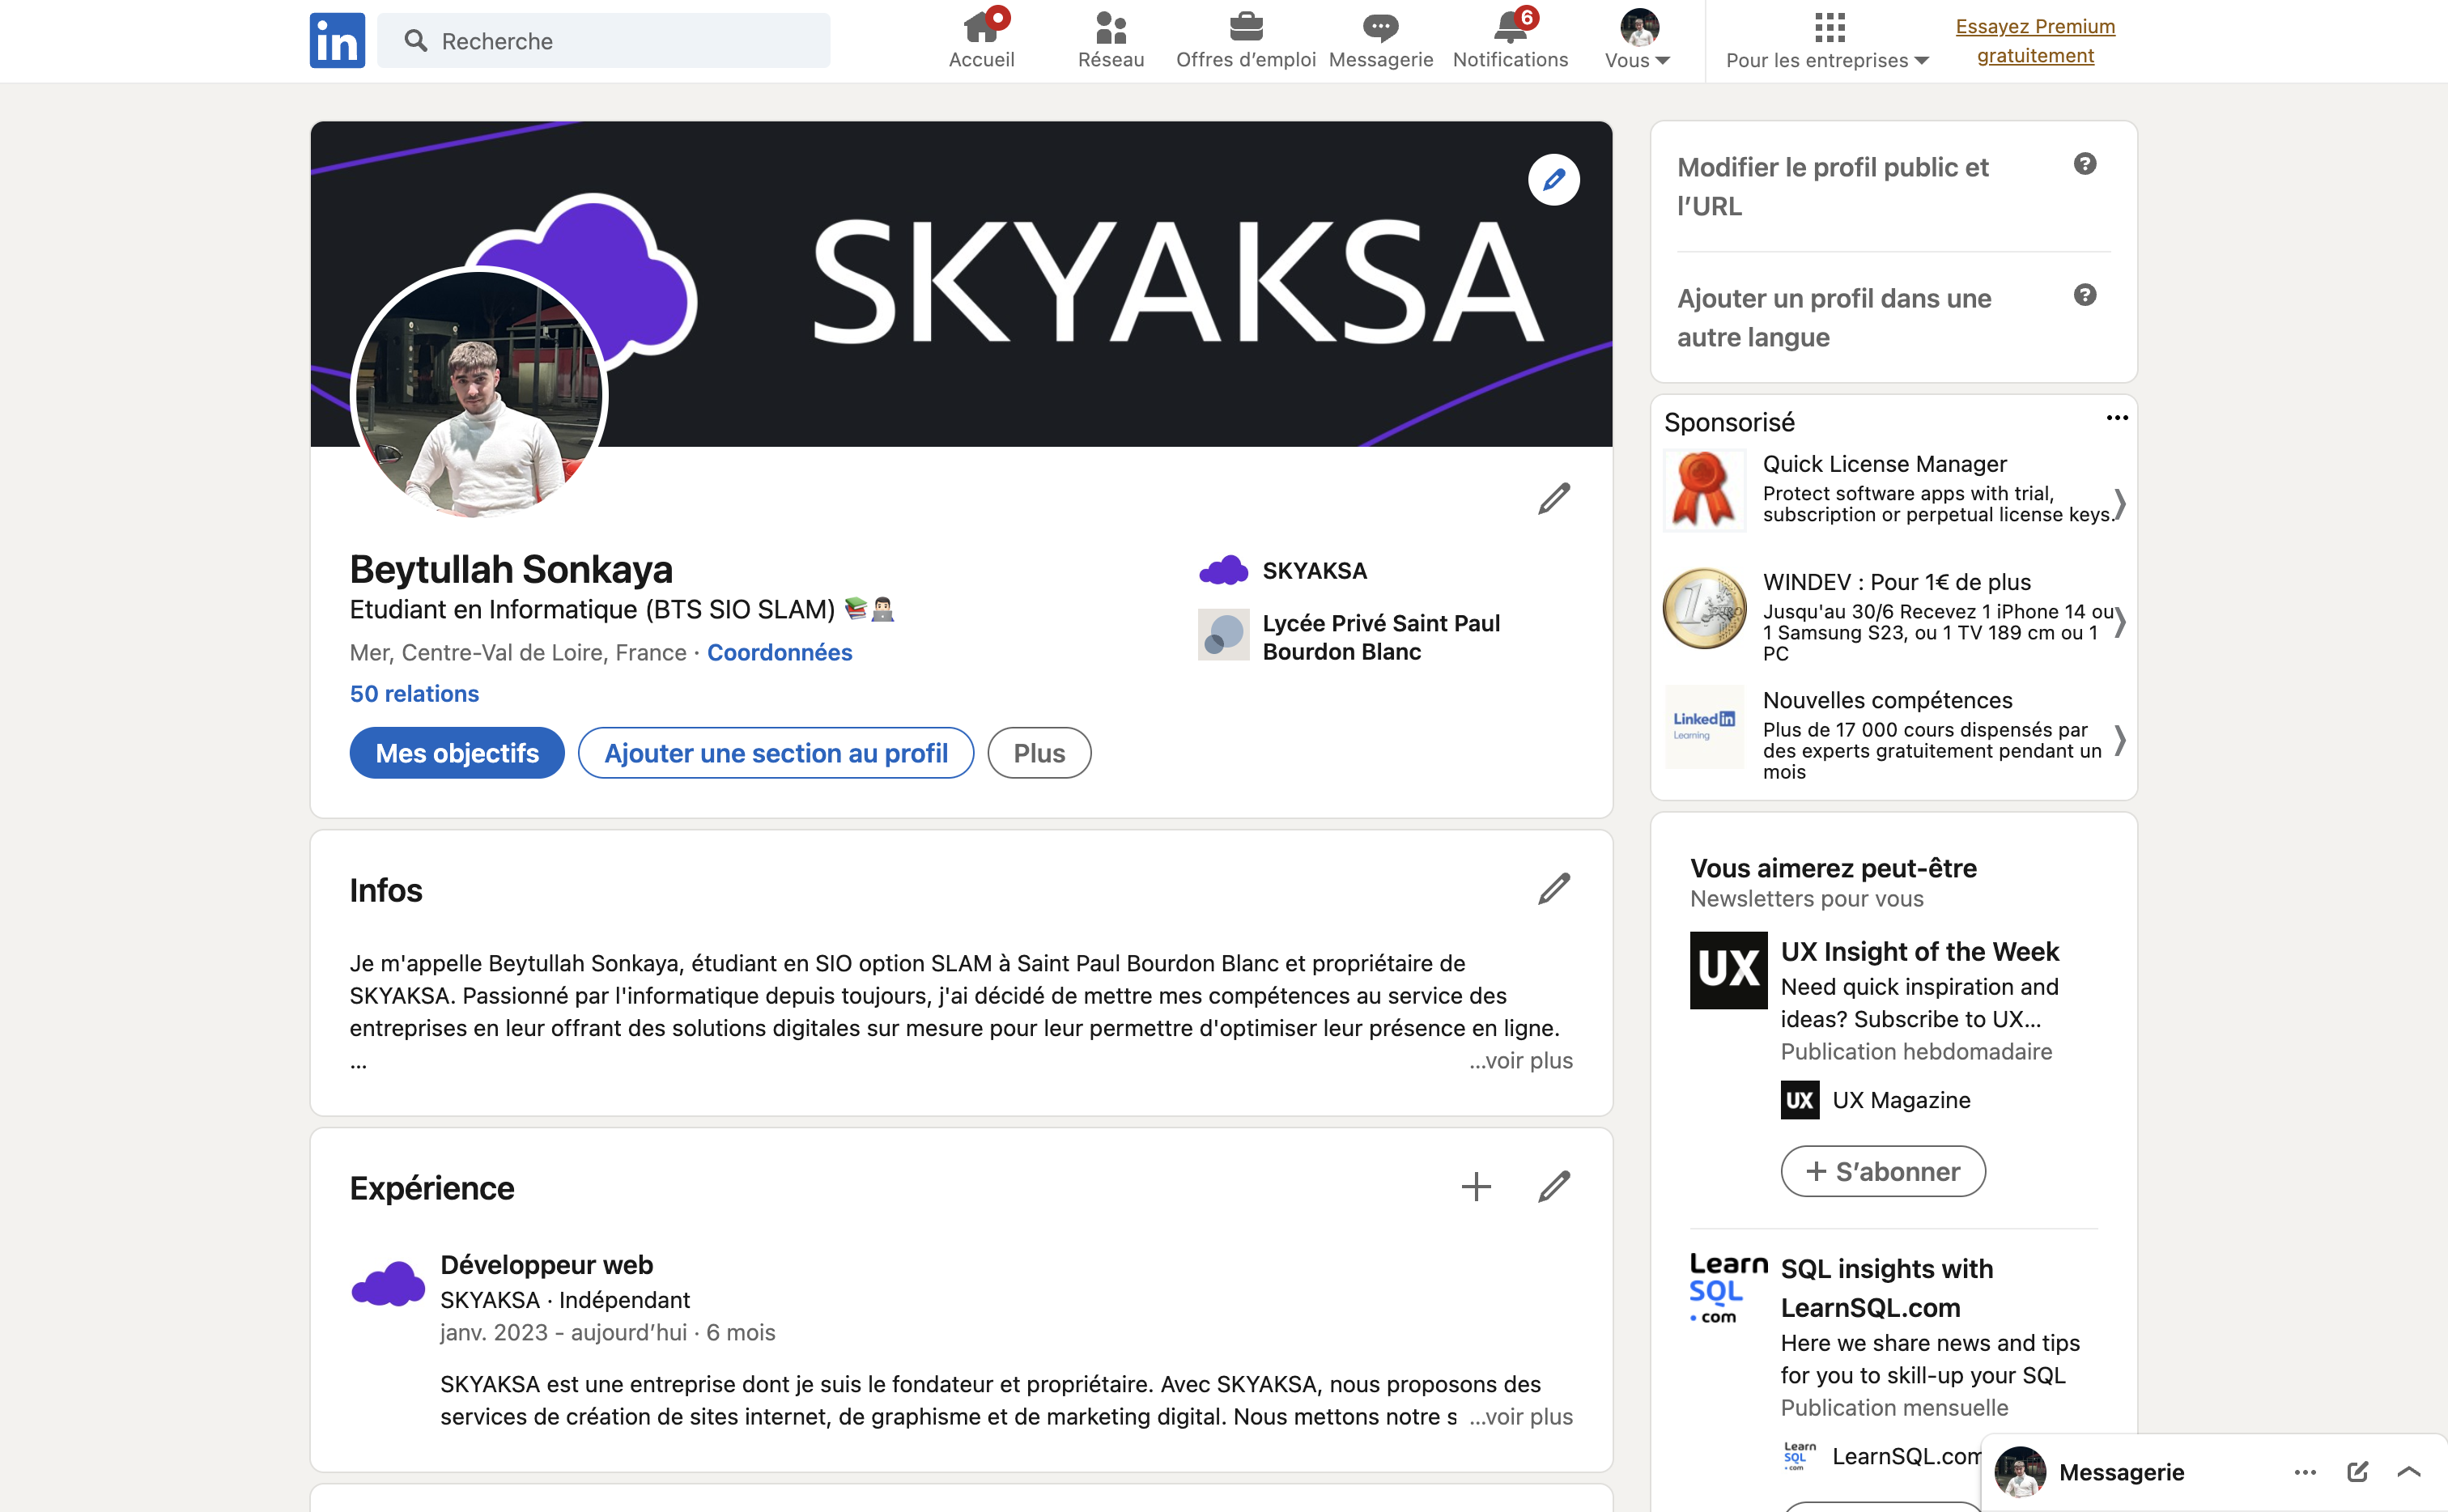 in
Recherche
Accueil
Réseau
Offres d’emploi
Messagerie
6
Notifications
Vous
Pour les entreprises
Essayez Premium
gratuitement
SKYAKSA
Beytullah Sonkaya
Etudiant en Informatique (BTS SIO SLAM) 📚👨🏻‍💻
Mer, Centre-Val de Loire, France · Coordonnées
50 relations
Mes objectifs
Ajouter une section au profil
Plus
SKYAKSA
Lycée Privé Saint Paul
Bourdon Blanc
Infos
Je m'appelle Beytullah Sonkaya, étudiant en SIO option SLAM à Saint Paul Bourdon Blanc et propriétaire de
SKYAKSA. Passionné par l'informatique depuis toujours, j'ai décidé de mettre mes compétences au service des
entreprises en leur offrant des solutions digitales sur mesure pour leur permettre d'optimiser leur présence en ligne.
...
...voir plus
Expérience
Développeur web
SKYAKSA · Indépendant
janv. 2023 - aujourd’hui · 6 mois
SKYAKSA est une entreprise dont je suis le fondateur et propriétaire. Avec SKYAKSA, nous proposons des
services de création de sites internet, de graphisme et de marketing digital. Nous mettons notre s ...voir plus
Modifier le profil public et
l’URL
Ajouter un profil dans une
autre langue
Sponsorisé
Quick License Manager
Protect software apps with trial,
subscription or perpetual license keys.
WINDEV : Pour 1€ de plus
Jusqu'au 30/6 Recevez 1 iPhone 14 ou
1 Samsung S23, ou 1 TV 189 cm ou 1
PC
1 EURO
Linked in
Learning
Nouvelles compétences
Plus de 17 000 cours dispensés par
des experts gratuitement pendant un
mois
Vous aimerez peut-être
Newsletters pour vous
UX
UX Insight of the Week
Need quick inspiration and
ideas? Subscribe to UX...
Publication hebdomadaire
UX
UX Magazine
+ S’abonner
Learn
SQL
• com
SQL insights with
LearnSQL.com
Here we share news and tips
for you to skill-up your SQL
Publication mensuelle
Learn
SQL
• com
LearnSQL.com
Messagerie